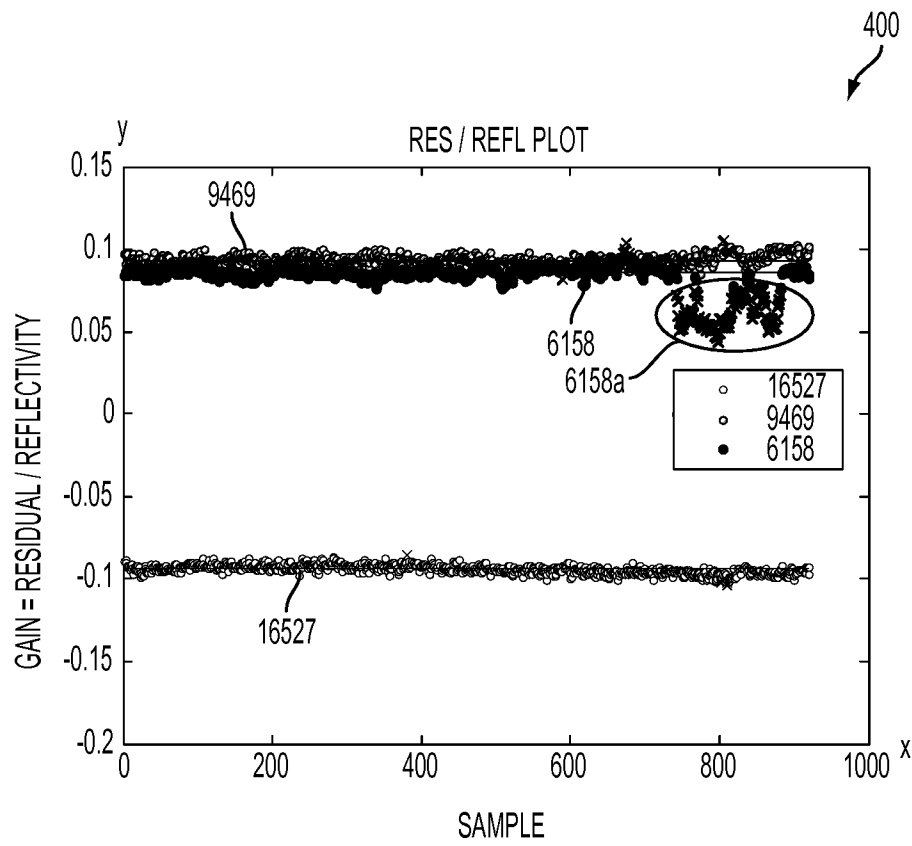 400
y
RES / REFL PLOT
0.15
0.1
0.05
0
-0.05
-0.1
-0.15
-0.2
GAIN = RESIDUAL / REFLECTIVITY
9469
6158
6158a
16527
9469
6158
16527
0 200 400 600 800 1000
x
SAMPLE